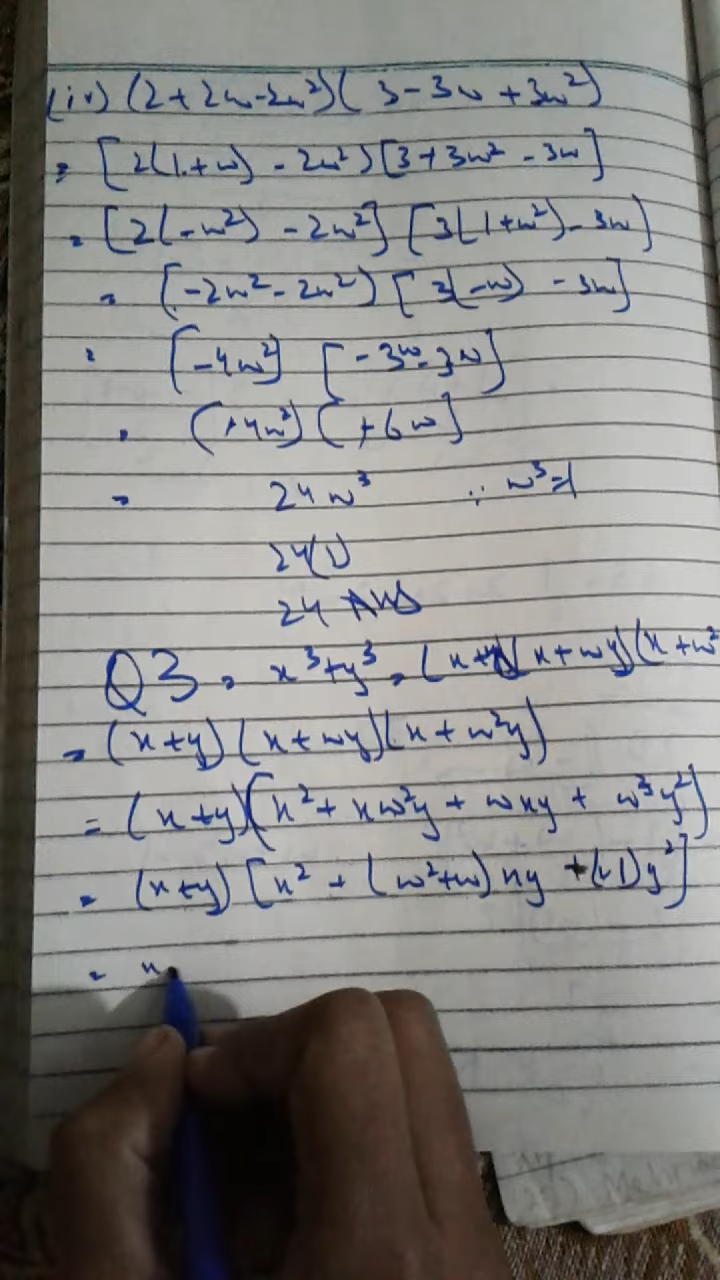 (iv) (2+2w-2w²)(3-3w+3w²)
= [2(1+w) - 2w²)[3+3w² - 3w]
= [2(-w²) - 2w²] [3(1+w²)-3w]
= (-2w²-2w²) [3(-w) - 3w]
= [-4w²] [-3w-3w]
= (+4w²) (+6w]
= 24w³ ∵ w³=1
24(1)
24 Ans
Q3 = x³+y³ = (x+y)(x+wy)(x+w²
= (x+y)(x+wy)(x+w²y)
= (x+y)(x²+xw²y+wxy+w³y²)
= (x+y)[x²+(w²+w)xy+(1)y²]
= x